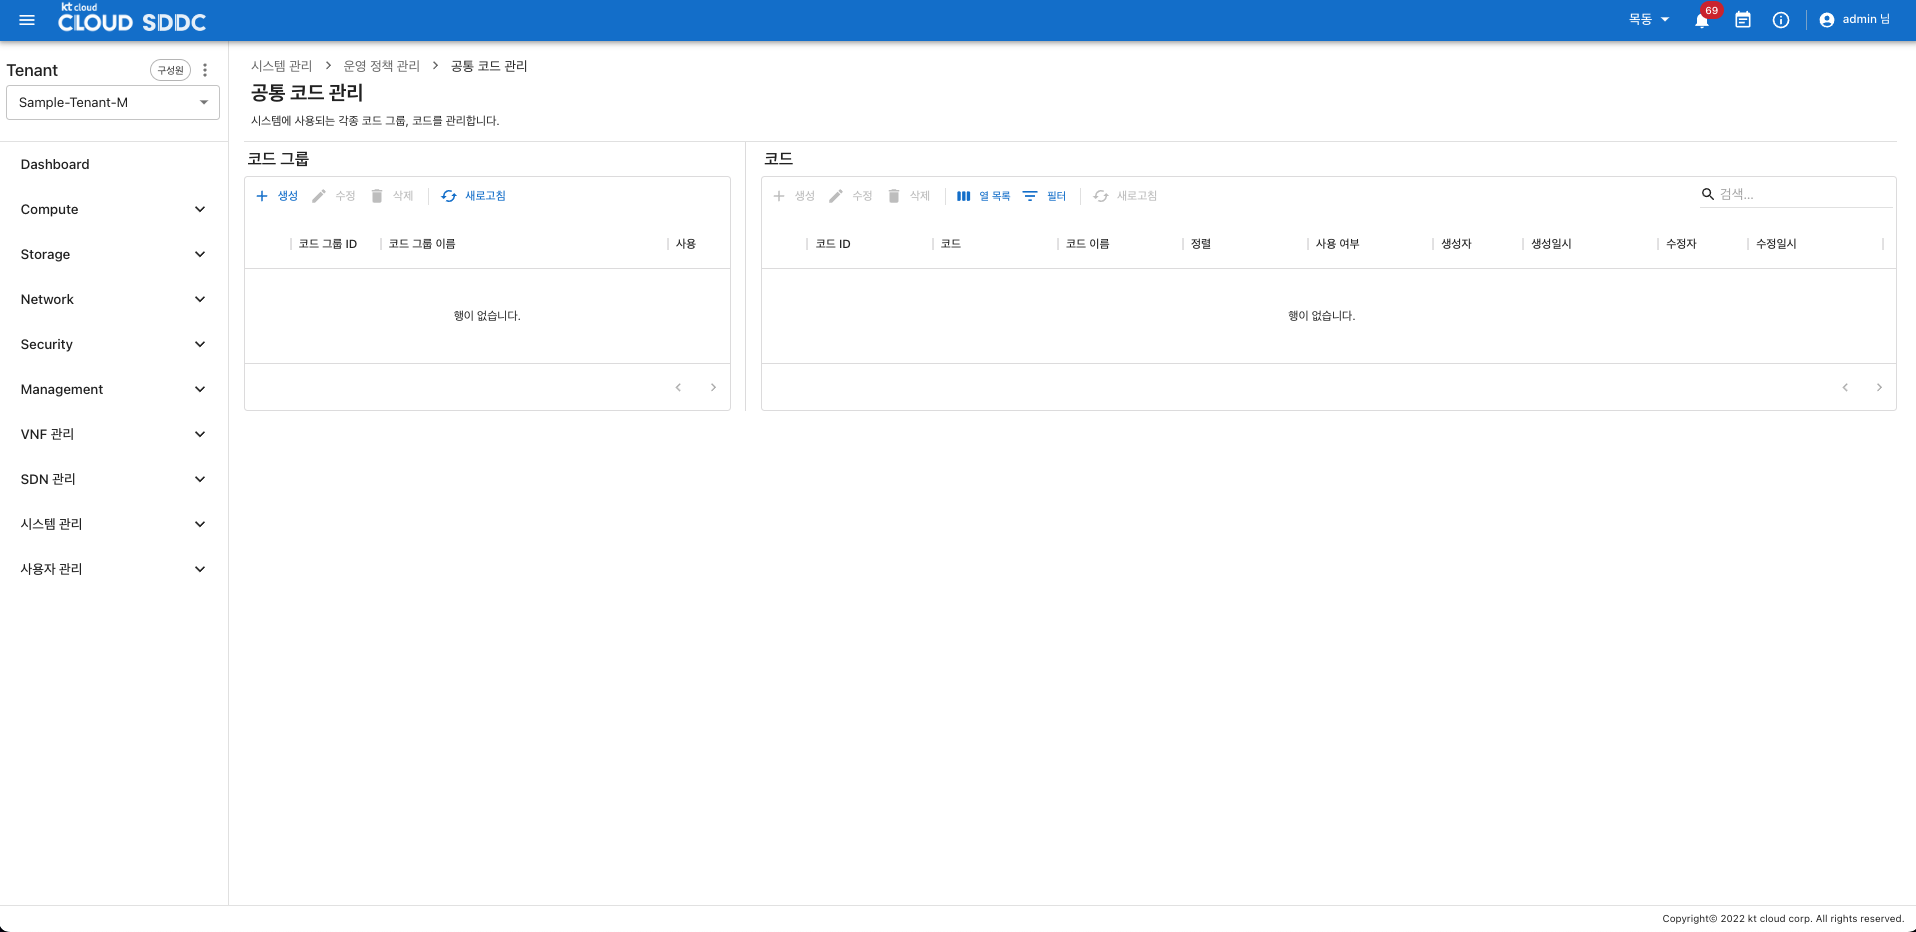 kt cloud
CLOUD SDDC
목동
69
admin 님
Tenant
구성원
Sample-Tenant-M
Dashboard
Compute
Storage
Network
Security
Management
VNF 관리
SDN 관리
시스템 관리
사용자 관리
시스템 관리 > 운영 정책 관리 > 공통 코드 관리
공통 코드 관리
시스템에 사용되는 각종 코드 그룹, 코드를 관리합니다.
코드 그룹
생성 수정 삭제 새로고침
코드 그룹 ID 코드 그룹 이름 사용
행이 없습니다.
코드
생성 수정 삭제 열 목록 필터 새로고침 검색...
코드 ID 코드 코드 이름 정렬 사용 여부 생성자 생성일시 수정자 수정일시
행이 없습니다.
Copyright© 2022 kt cloud corp. All rights reserved.